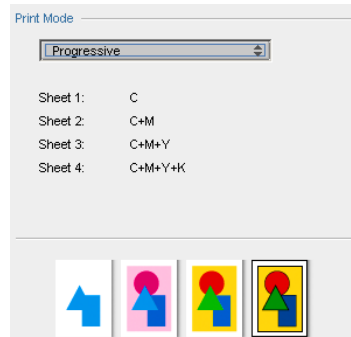 Print Mode
Progressive
Sheet 1: C
Sheet 2: C+M
Sheet 3: C+M+Y
Sheet 4: C+M+Y+K